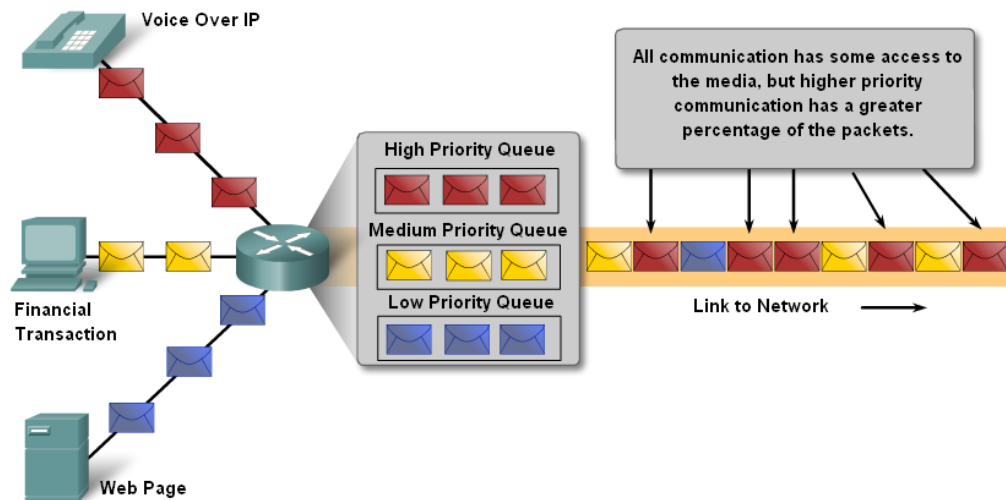 Voice Over IP
All communication has some access to
the media, but higher priority
communication has a greater
percentage of the packets.
High Priority Queue
Medium Priority Queue
Low Priority Queue
Financial
Transaction
Link to Network
Web Page